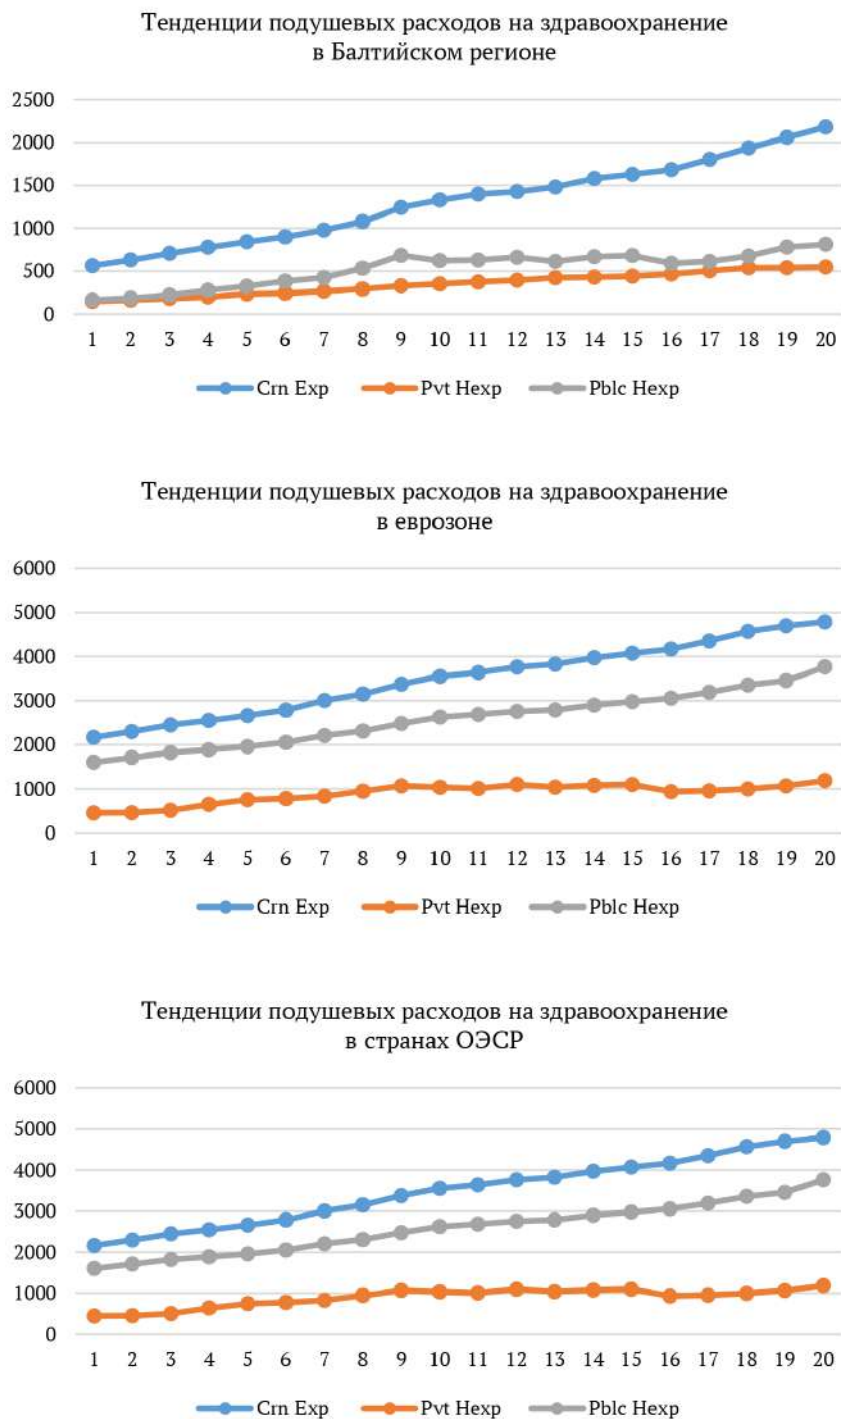 Тенденции подушевых расходов на здравоохранение
в Балтийском регионе
2500
2000
1500
1000
500
0
1 2 3 4 5 6 7 8 9 10 11 12 13 14 15 16 17 18 19 20
Crn Exp Pvt Hexp Pblc Hexp
Тенденции подушевых расходов на здравоохранение
в еврозоне
6000
5000
4000
3000
2000
1000
0
1 2 3 4 5 6 7 8 9 10 11 12 13 14 15 16 17 18 19 20
Crn Exp Pvt Hexp Pblc Hexp
Тенденции подушевых расходов на здравоохранение
в странах ОЭСР
6000
5000
4000
3000
2000
1000
0
1 2 3 4 5 6 7 8 9 10 11 12 13 14 15 16 17 18 19 20
Crn Exp Pvt Hexp Pblc Hexp